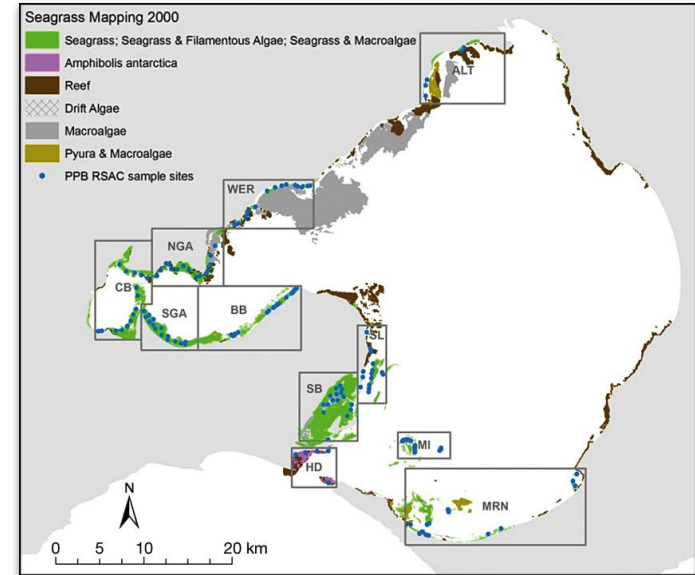 Seagrass Mapping 2000
Seagrass; Seagrass & Filamentous Algae; Seagrass & Macroalgae
Amphibolis antarctica
Reef
Drift Algae
Macroalgae
Pyura & Macroalgae
PPB RSAC sample sites
ALT
WER
NGA
CB
SGA
BB
SL
SB
MI
HD
MRN
N
0 5 10 20 km